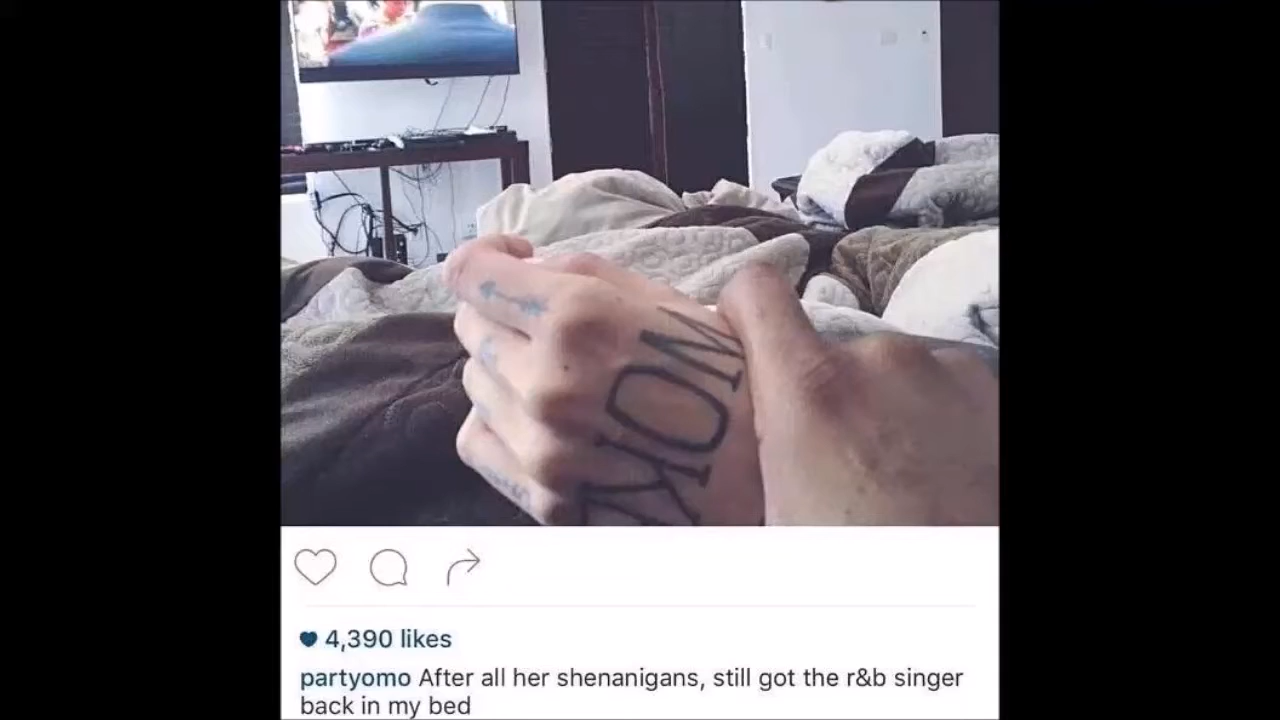 4,390 likes
partyomo After all her shenanigans, still got the r&b singer
back in my bed